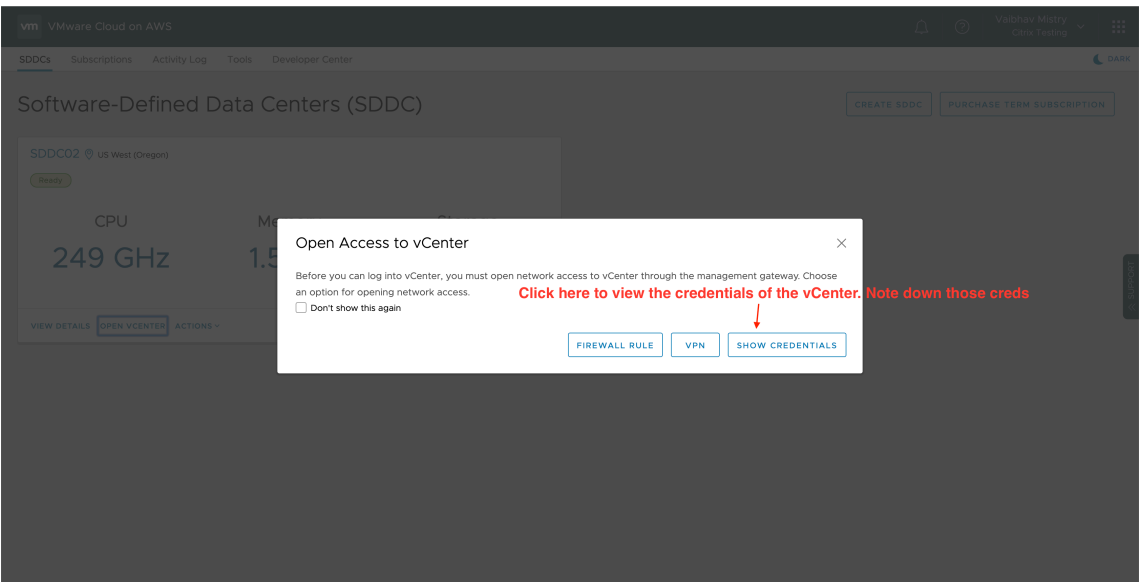 vm VMware Cloud on AWS
Vaibhav Mistry
Citrix Testing
SDDCs Subscriptions Activity Log Tools Developer Center
DARK
Software-Defined Data Centers (SDDC)
CREATE SDDC PURCHASE TERM SUBSCRIPTION
SDDC02 US West (Oregon)
Ready
CPU
249 GHz 1.5
Open Access to vCenter
Before you can log into vCenter, you must open network access to vCenter through the management gateway. Choose
an option for opening network access.
Click here to view the credentials of the vCenter. Note down those creds
Don't show this again
FIREWALL RULE VPN SHOW CREDENTIALS
VIEW DETAILS OPEN VCENTER ACTIONS
SUPPORT